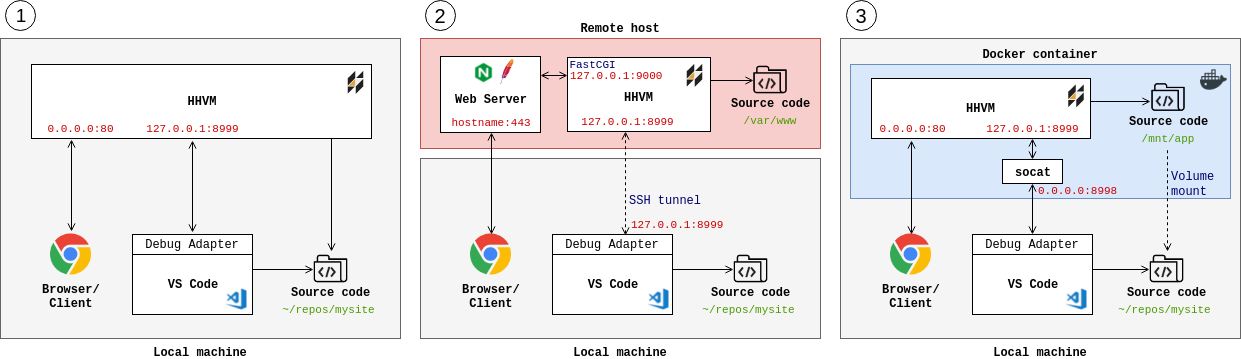 1
HHVM
0.0.0.0:80
127.0.0.1:8999
Debug Adapter
VS Code
Browser/
Client
Source code
~/repos/mysite
Local machine
2
Remote host
FastCGI
127.0.0.1:9000
Web Server
hostname:443
HHVM
127.0.0.1:8999
Source code
/var/www
SSH tunnel
127.0.0.1:8999
Debug Adapter
VS Code
Browser/
Client
Source code
~/repos/mysite
Local machine
3
Docker container
HHVM
0.0.0.0:80
127.0.0.1:8999
Source code
/mnt/app
socat
0.0.0.0:8998
Volume
mount
Debug Adapter
VS Code
Browser/
Client
Source code
~/repos/mysite
Local machine